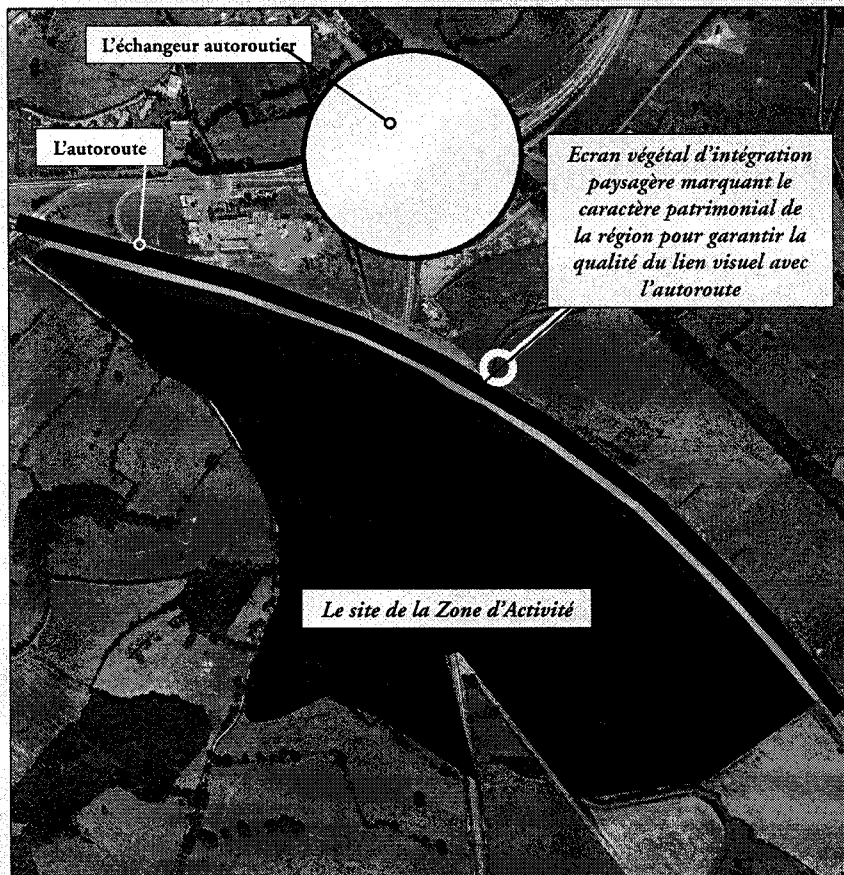 L'échangeur autoroutier
L'autoroute
Ecran végétal d'intégration
paysagère marquant le
caractère patrimonial de
la région pour garantir la
qualité du lien visuel avec
l'autoroute
Le site de la Zone d'Activité